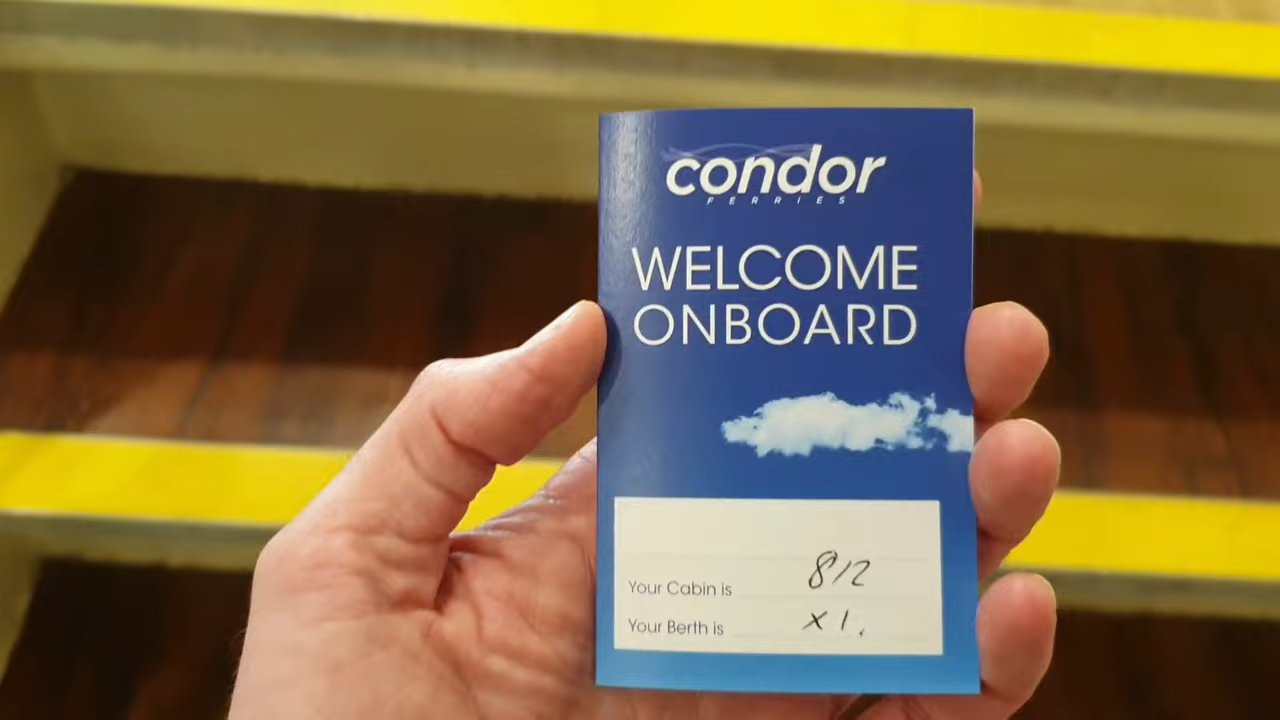 condor
FERRIES
WELCOME
ONBOARD
Your Cabin is 812
Your Berth is x1.